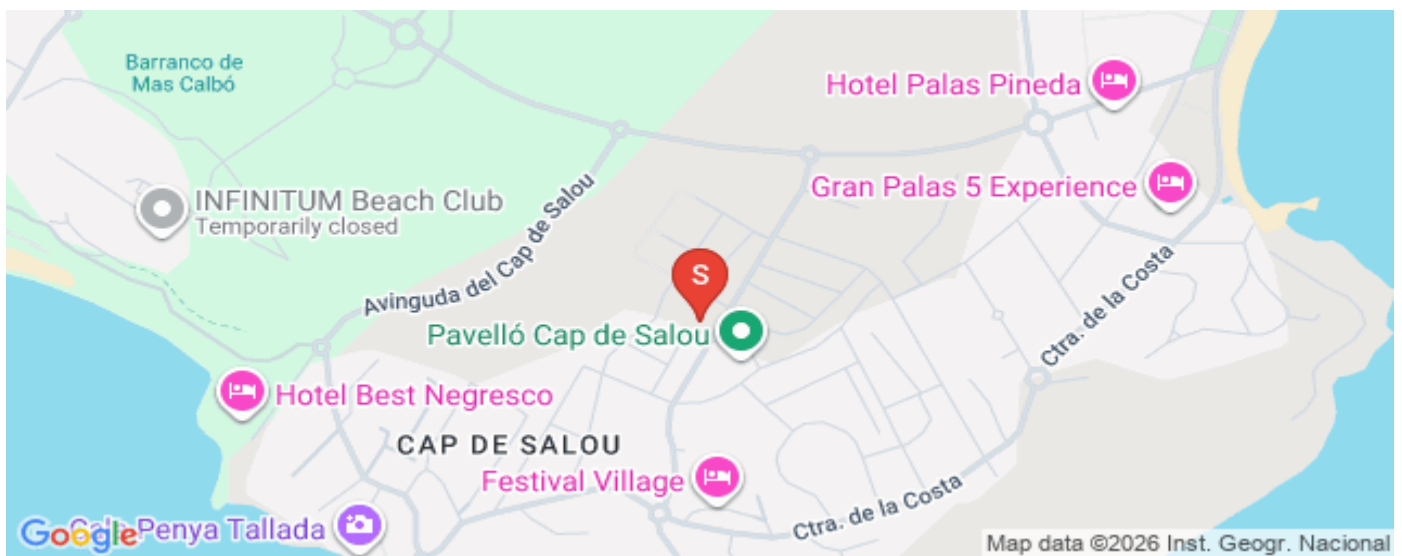 Barranco de
Mas Calbó
Hotel Palas Pineda
INFINITUM Beach Club
Temporarily closed
Gran Palas 5 Experience
Avinguda del Cap de Salou
S
Ctra. de la Costa
Pavelló Cap de Salou
Hotel Best Negresco
CAP DE SALOU
Festival Village
Ctra. de la Costa
Google
Penya Tallada
Map data ©2026 Inst. Geogr. Nacional